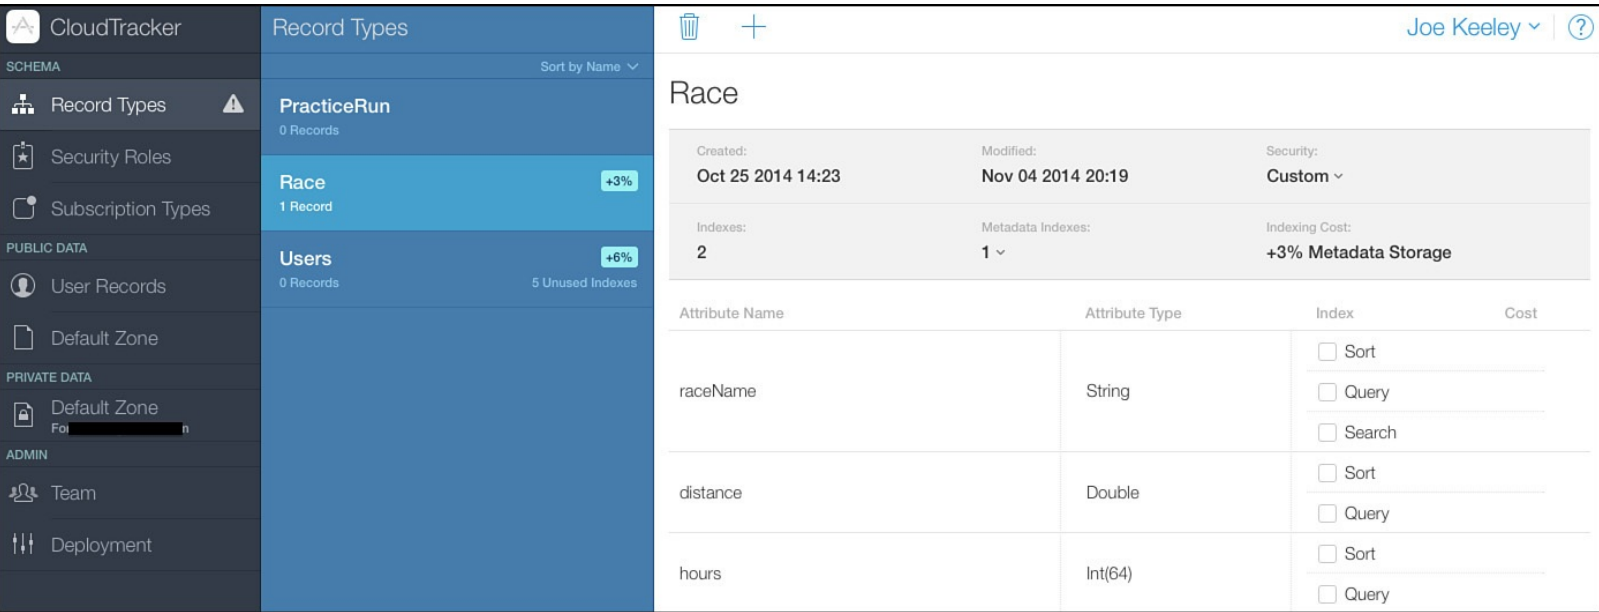 CloudTracker
SCHEMA
Record Types
Security Roles
Subscription Types
PUBLIC DATA
User Records
Default Zone
PRIVATE DATA
Default Zone
ADMIN
Team
Deployment
Record Types
Sort by Name
PracticeRun
0 Records
Race +3%
1 Record
Users +6%
0 Records 5 Unused Indexes
Joe Keeley ?
Race
Created: Modified: Security:
Oct 25 2014 14:23 Nov 04 2014 20:19 Custom
Indexes: Metadata Indexes: Indexing Cost:
2 1 +3% Metadata Storage
Attribute Name Attribute Type Index Cost
raceName String
Sort
Query
Search
distance Double
Sort
Query
hours Int(64)
Sort
Query